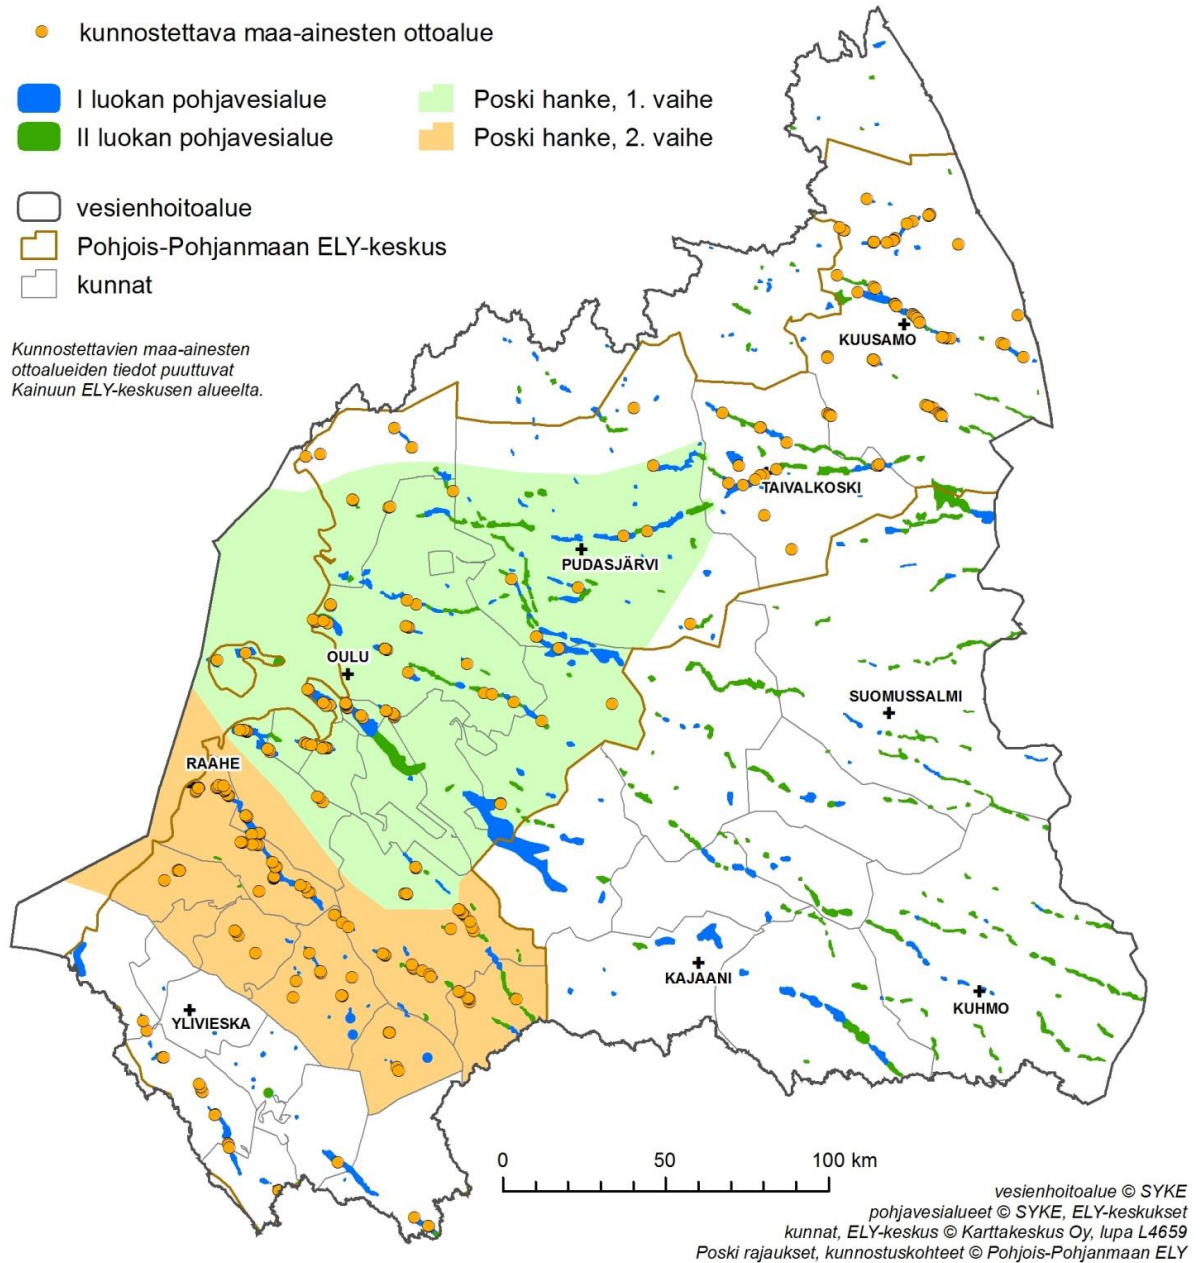 kunnostettava maa-ainesten ottoalue
I luokan pohjavesialue
II luokan pohjavesialue
Poski hanke, 1. vaihe
Poski hanke, 2. vaihe
vesienhoitoalue
Pohjois-Pohjanmaan ELY-keskus
kunnat
Kunnostettavien maa-ainesten
ottoalueiden tiedot puuttuvat
Kainuun ELY-keskusen alueelta.
KUUSAMO
TAIVALKOSKI
PUDASJÄRVI
OULU
SUOMUSSALMI
RAAHE
KAJAANI
KUHMO
YLIVIESKA
0 50 100 km
vesienhoitoalue © SYKE
pohjavesialueet © SYKE, ELY-keskukset
kunnat, ELY-keskus © Karttakeskus Oy, lupa L4659
Poski rajaukset, kunnostuskohteet © Pohjois-Pohjanmaan ELY